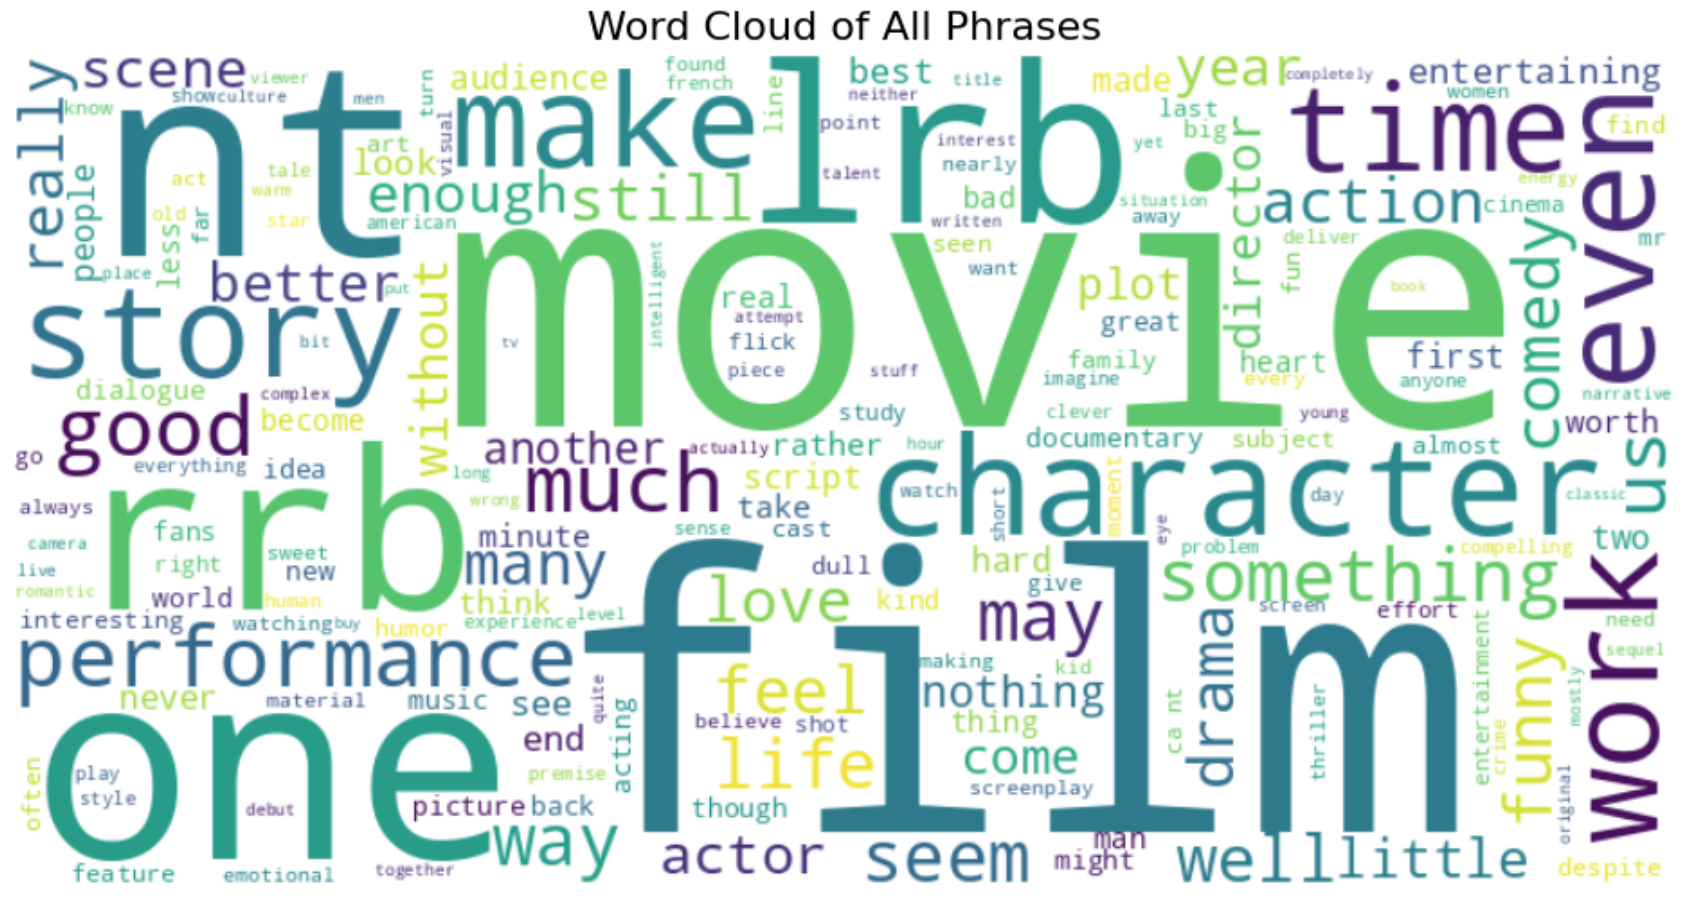 Word Cloud of All Phrases
scene
viewer
really
know
showculture
men
nt
turn
audience
found
french
line
make
visual
lrb
best
neither
title
point
talent
interest
nearly
bad
written
made
year
completely
entertaining
women
last
big
yet
time
find
even
people
act
tale
warm
old
far
star
less
place
art
look
enough
american
still
situation
away
action
energy
cinema
director
mr
better
put
story
bit
without
movie
intelligent
real
attempt
flick
piece
tv
stuff
seen
want
plot
great
family
imagine
deliver
fun
book
heart
every
first
anyone
comedy
narrative
worth
us
dialogue
complex
become
good
go
everything
idea
another
actually
rather
hour
study
clever
young
documentary
subject
almost
long
wrong
much
script
take
sense
cast
character
watch
short
moment
day
eye
classic
two
always
camera
live
romantic
rrb
fans
right
sweet
new
world
human
minute
many
think
experience
level
dull
hard
give
problem
compelling
something
interesting
watching
buy
humor
love
kind
may
screen
effort
need
work
sequel
performance
film
making
kid
drama
entertainment
funny
mostly
never
material
music
see
quite
feel
believe
shot
nothing
thing
ca nt
thriller
crime
one
end
acting
life
come
screenplay
often
play
style
debut
premise
picture
back
though
original
way
actor
seem
man
might
well
little
despite
feature
emotional
together